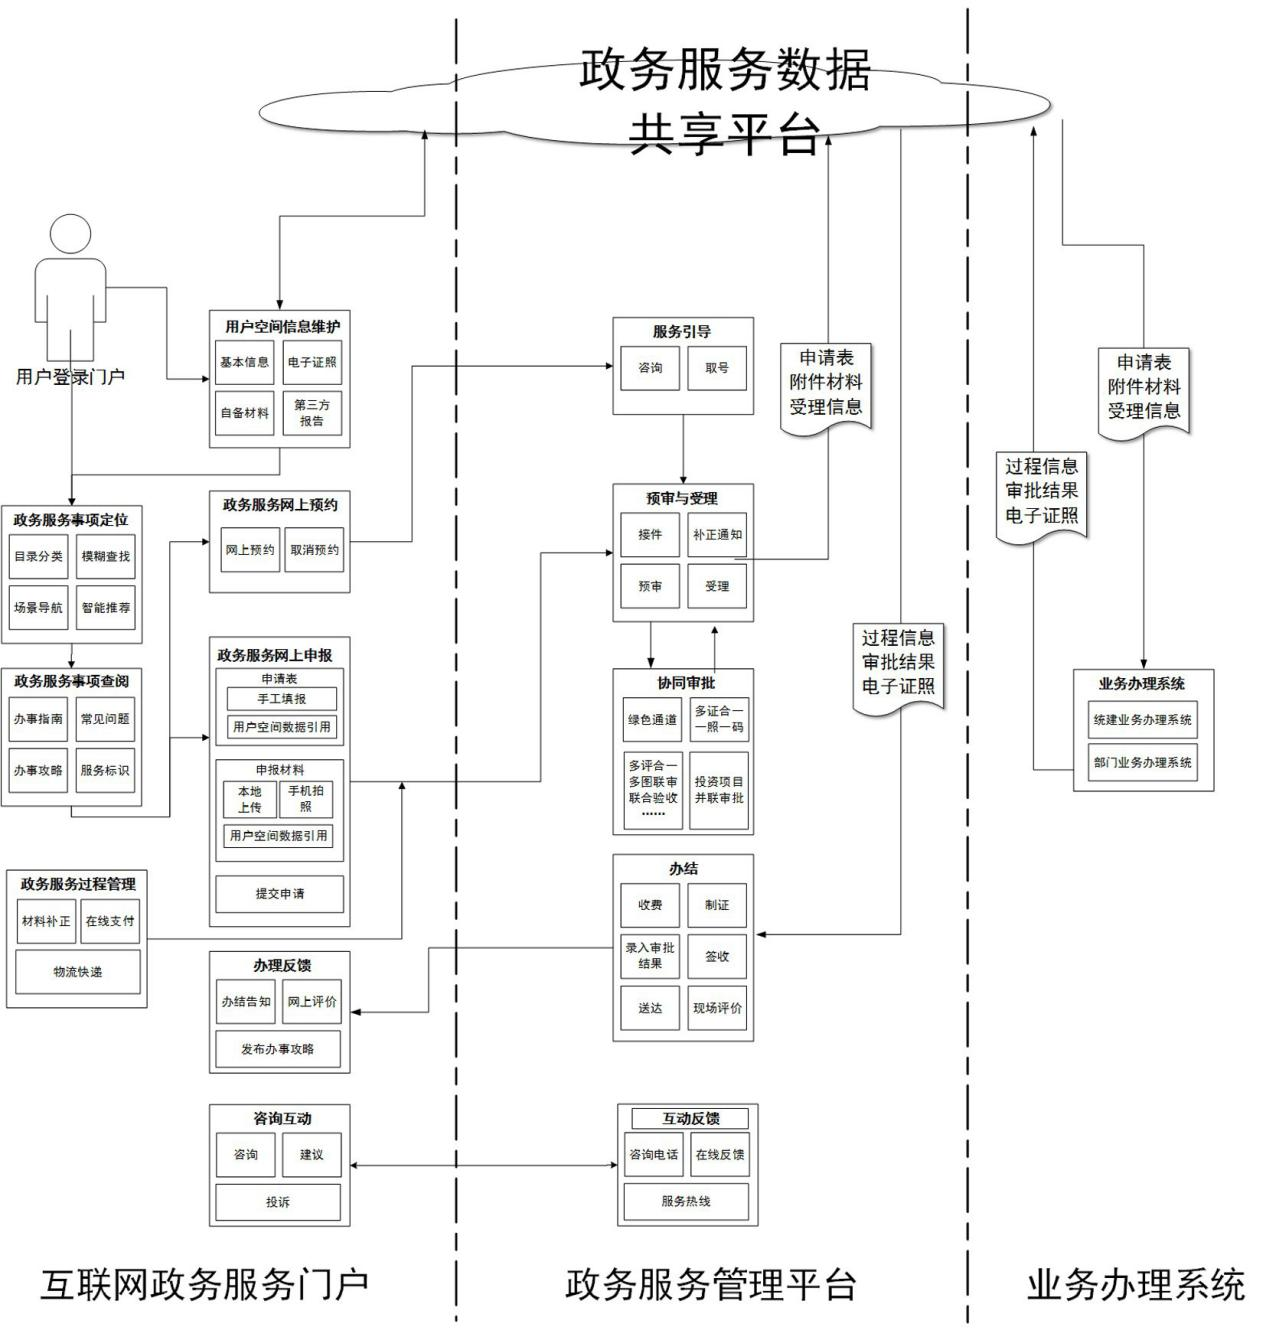 政务服务数据
共享平台
用户登录门户
用户空间信息维护
基本信息
电子证照
自备材料
第三方
报告
政务服务事项定位
目录分类
模糊查找
场景导航
智能推荐
政务服务事项查阅
办事指南
常见问题
办事攻略
服务标识
政务服务网上预约
网上预约
取消预约
政务服务网上申报
申请表
手工填报
用户空间数据引用
申报材料
本地
上传
手机拍
照
用户空间数据引用
提交申请
政务服务过程管理
材料补正
在线支付
物流快递
办理反馈
办结告知
网上评价
发布办事攻略
咨询互动
咨询
建议
投诉
互联网政务服务门户
服务引导
咨询
取号
预审与受理
接件
补正通知
预审
受理
协同审批
绿色通道
多证合一
一照一码
多评合一
多图联审
联合验收
......
投资项目
并联审批
办结
收费
制证
录入审批
结果
签收
送达
现场评价
互动反馈
咨询电话
在线反馈
服务热线
申请表
附件材料
受理信息
过程信息
审批结果
电子证照
政务服务管理平台
申请表
附件材料
受理信息
过程信息
审批结果
电子证照
业务办理系统
统建业务办理系统
部门业务办理系统
业务办理系统